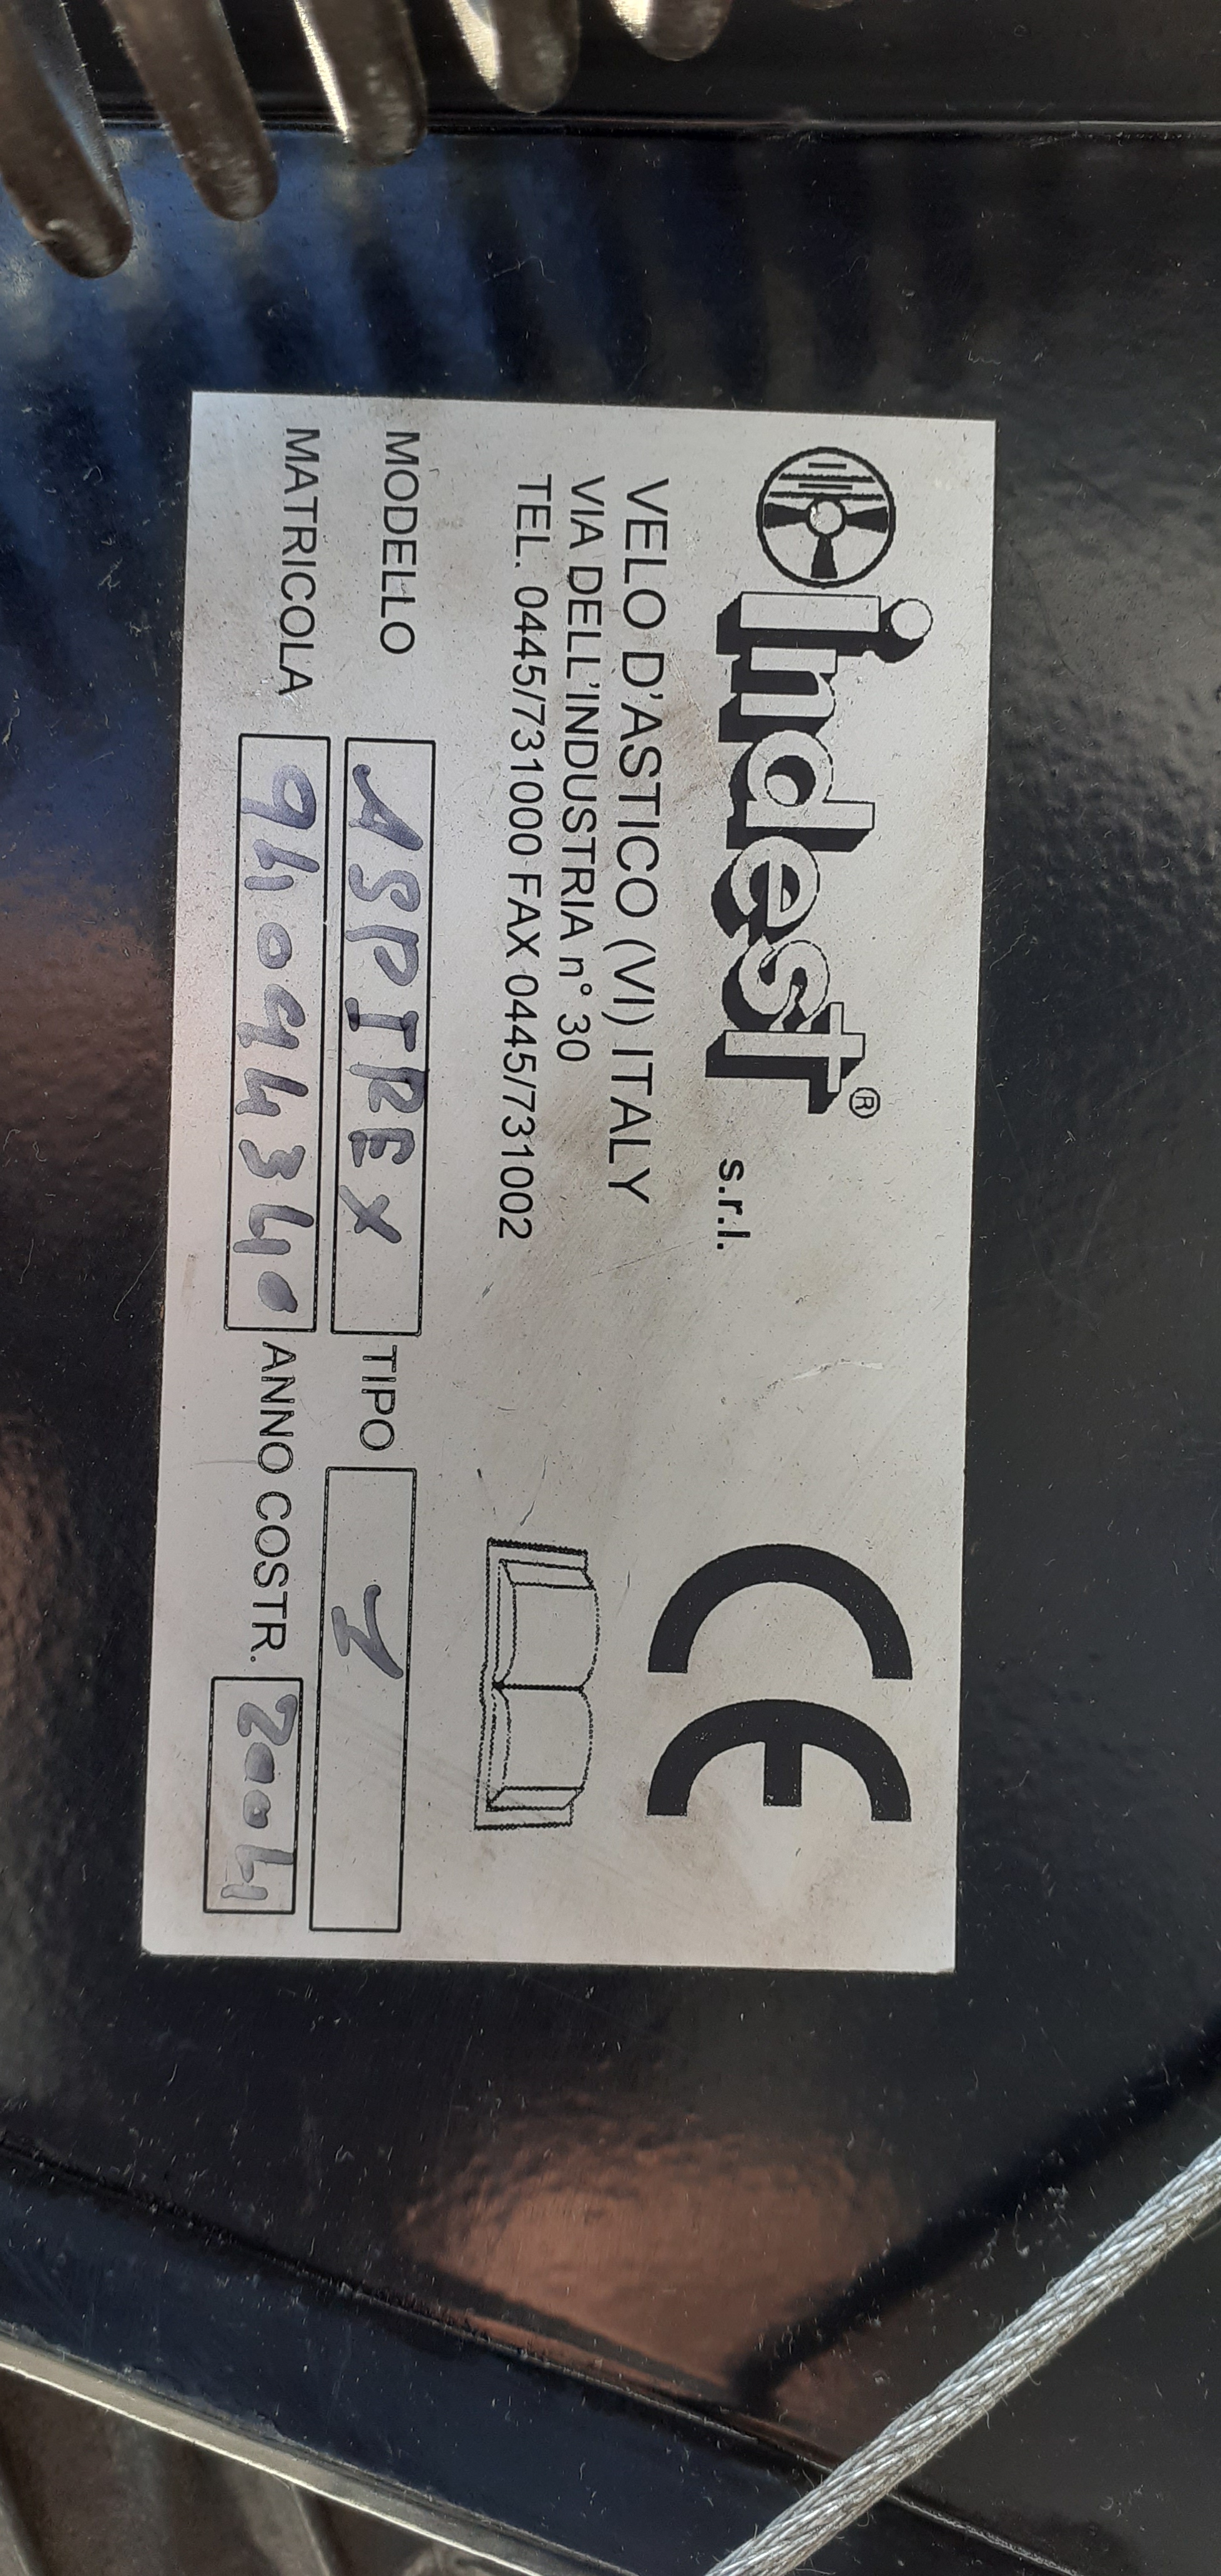 indest® s.r.l.
CE
VELO D'ASTICO (VI) ITALY
VIA DELL'INDUSTRIA n° 30
TEL. 0445/731000 FAX 0445/731002
MODELLO ASPIREX TIPO
MATRICOLA ANNO COSTR. 2004